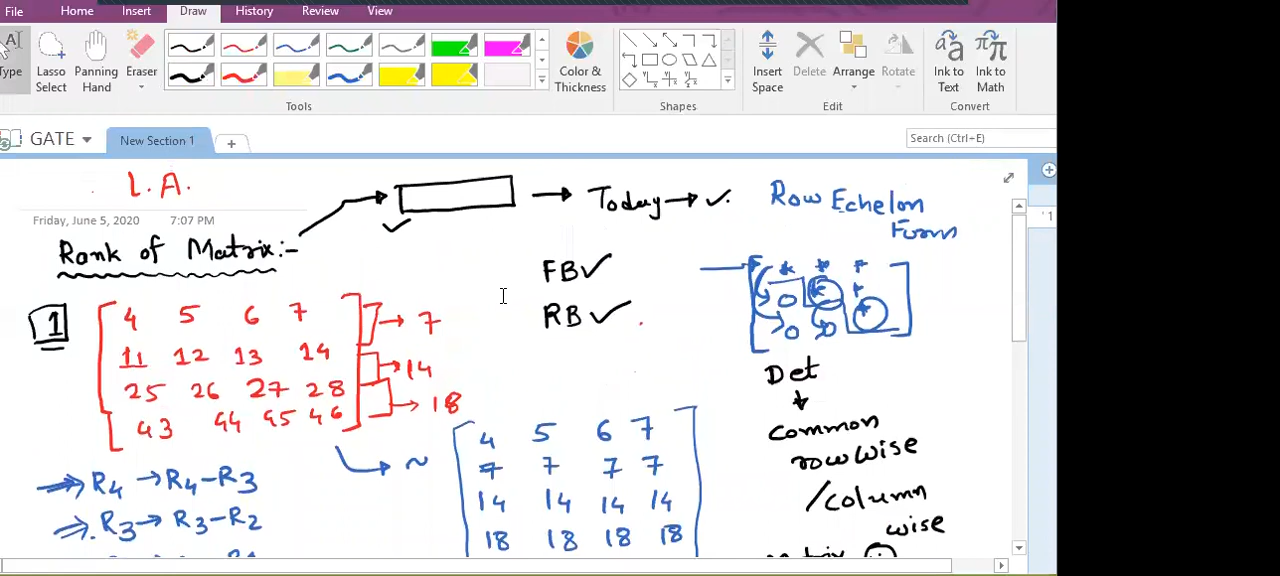 File Home Insert Draw History Review View
Type
Lasso Select
Panning Hand
Eraser
Color & Thickness
Insert Space
Delete
Arrange
Rotate
Ink to Text
Ink to Math
Tools
Shapes
Edit
Convert
GATE New Section 1 + Search (Ctrl+E)
L. A.
Friday, June 5, 2020 7:07 PM
Rank of Matrix:-
Today
Row Echelon
Form
FB
RB
1
4 5 6 7
11 12 13 14
25 26 27 28
43 44 45 46
7
14
18
* * *
0 * *
0 0 *
Det
Common
row wise
/column
wise
R4 → R4-R3
R3 → R3-R2
~
4 5 6 7
7 7 7 7
14 14 14 14
18 18 18 18